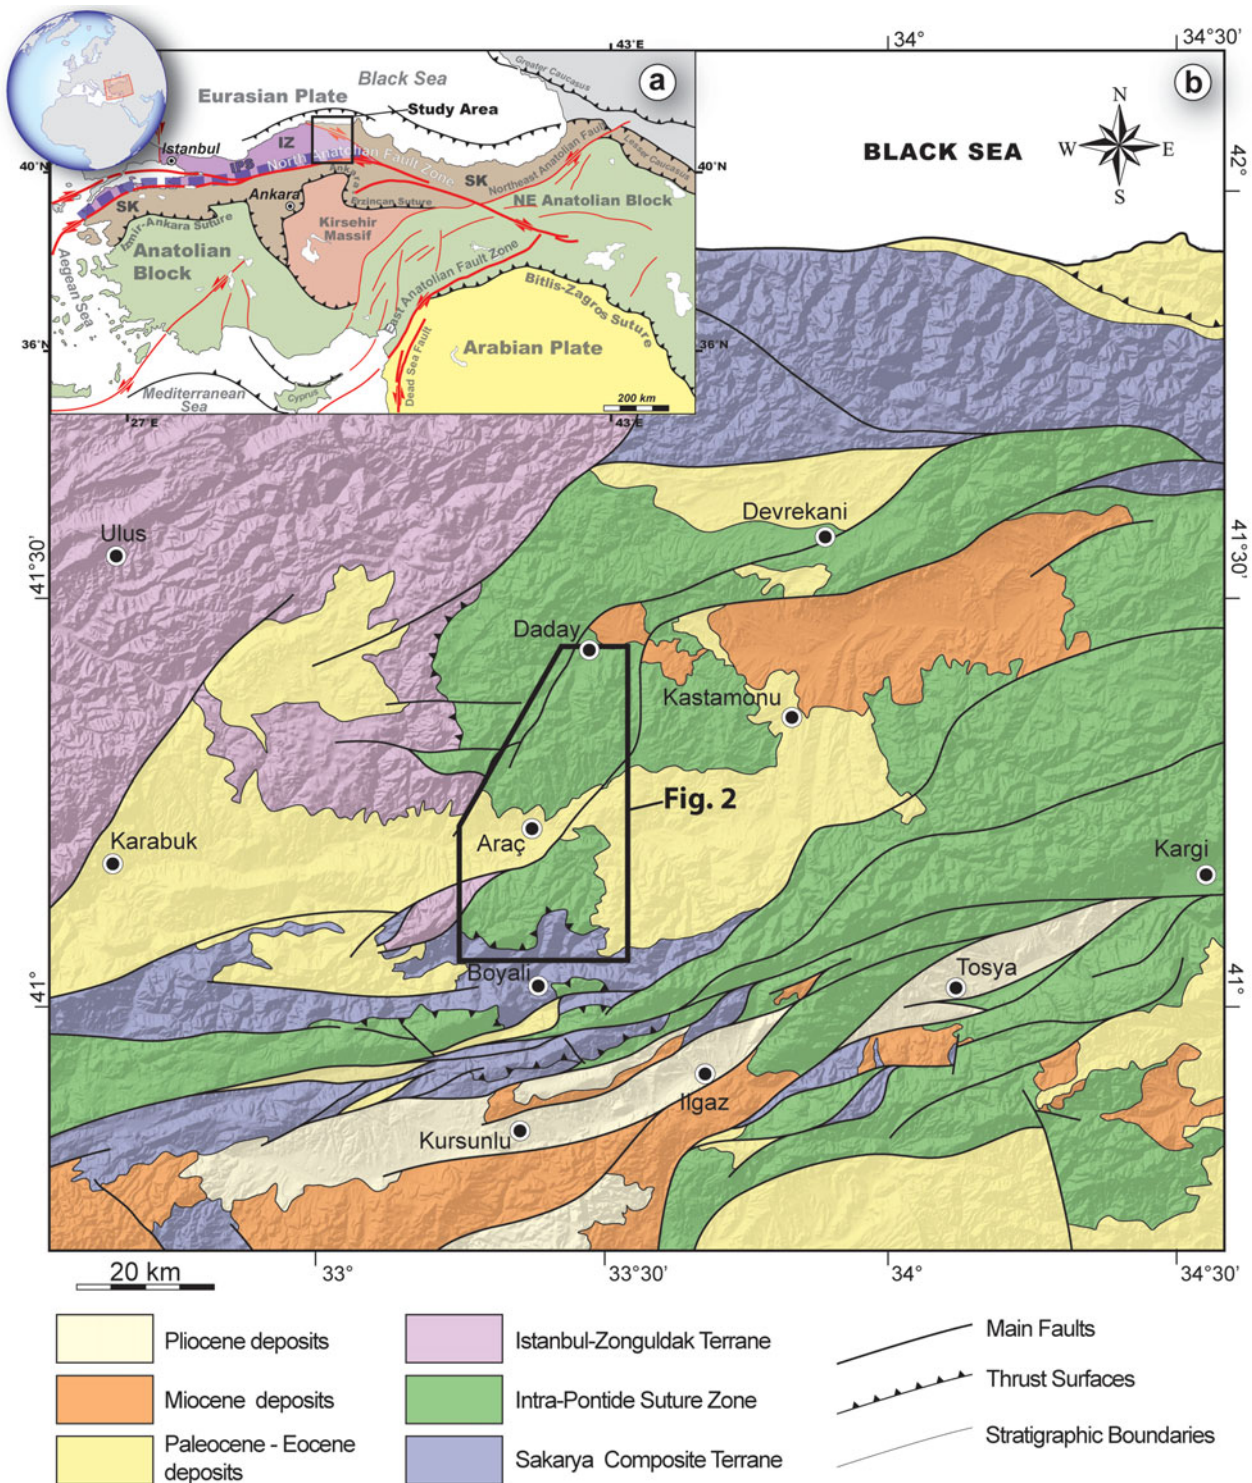 a
43°E
Black Sea
Greater Caucasus
Eurasian Plate
Study Area
Istanbul
IZ
IPS
North Anatolian Fault Zone
Northeast Anatolian Fault
Lesser Caucasus
40°N
40°N
SK
SK
Ankara
Ankara
Erzincan Suture
Izmir-Ankara Suture
Kirsehir
Massif
NE Anatolian Block
Anatolian
Block
Aegean Sea
East Anatolian Fault Zone
Bitlis-Zagros Suture
36°N
36°N
Arabian Plate
Dead Sea Fault
Mediterranean
Sea
Cyprus
200 km
27°E
43°E
b
34°
34°30'
BLACK SEA
N
W
E
S
42°
Ulus
Devrekani
41°30'
41°30'
Daday
Kastamonu
Fig. 2
Araç
Karabuk
Kargi
Boyali
Tosya
41°
41°
Ilgaz
Kursunlu
20 km
33°
33°30'
34°
34°30'
Pliocene deposits
Miocene deposits
Paleocene - Eocene
deposits
Istanbul-Zonguldak Terrane
Intra-Pontide Suture Zone
Sakarya Composite Terrane
Main Faults
Thrust Surfaces
Stratigraphic Boundaries